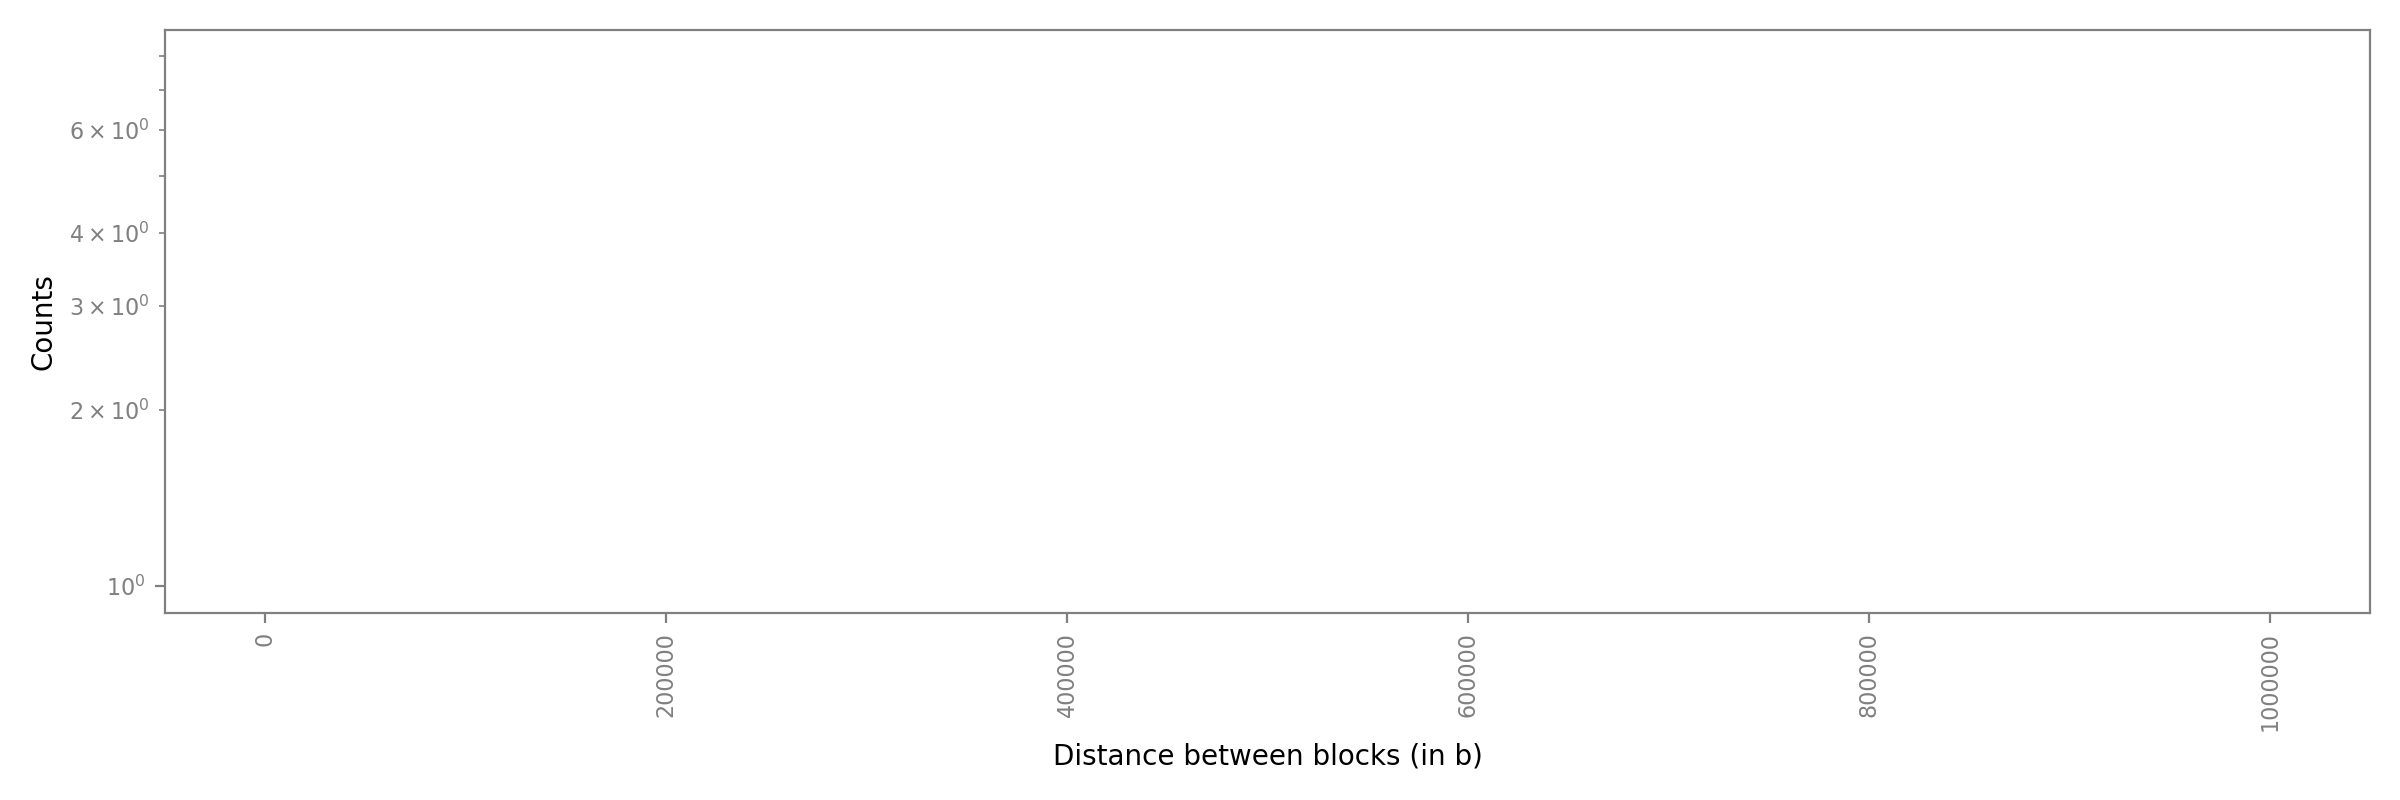 6 × 10⁰
4 × 10⁰
3 × 10⁰
2 × 10⁰
10⁰
Counts
0
200000
400000
600000
800000
1000000
Distance between blocks (in b)